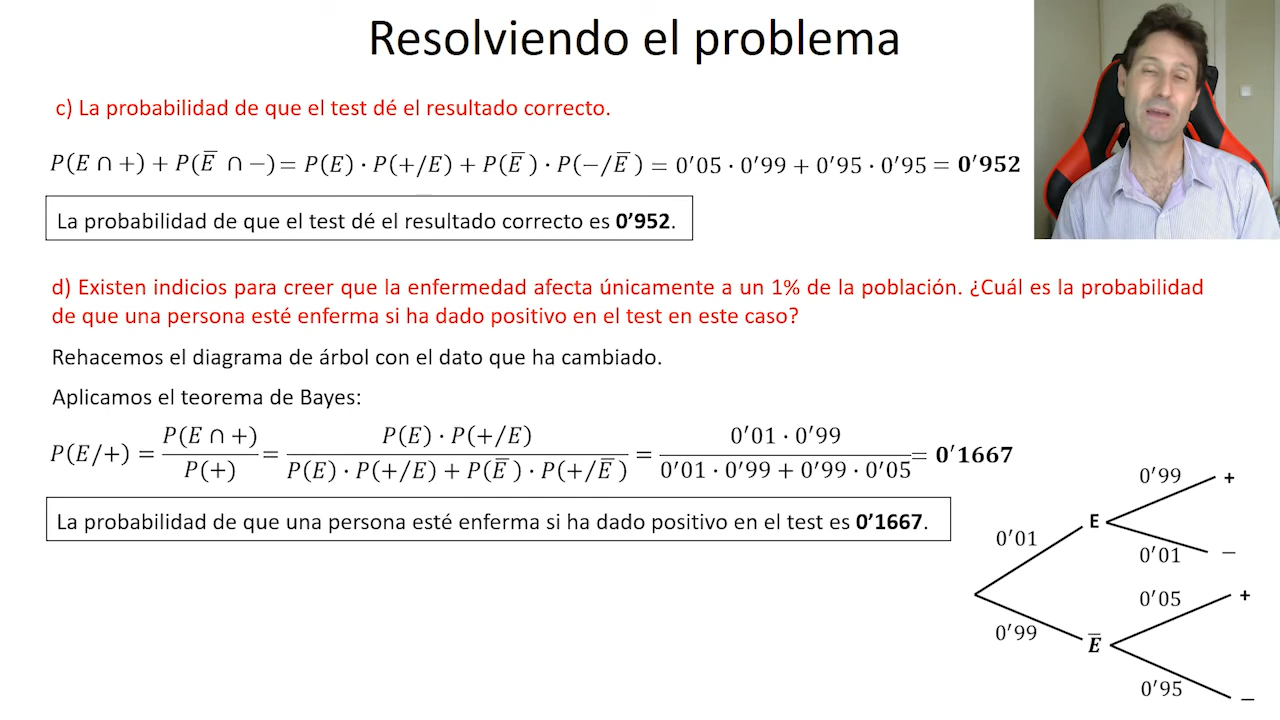 Resolviendo el problema
c) La probabilidad de que el test dé el resultado correcto.
P(E ∩ +) + P(E̅ ∩ −) = P(E) · P(+/E) + P(E̅) · P(−/E̅) = 0′05 · 0′99 + 0′95 · 0′95 = 0′952
La probabilidad de que el test dé el resultado correcto es 0’952.
d) Existen indicios para creer que la enfermedad afecta únicamente a un 1% de la población. ¿Cuál es la probabilidad
de que una persona esté enferma si ha dado positivo en el test en este caso?
Rehacemos el diagrama de árbol con el dato que ha cambiado.
Aplicamos el teorema de Bayes:
P(E/+) = P(E ∩ +) / P(+) = P(E) · P(+/E) / P(E) · P(+/E) + P(E̅) · P(+/E̅) = 0′01 · 0′99 / 0′01 · 0′99 + 0′99 · 0′05 = 0′1667
La probabilidad de que una persona esté enferma si ha dado positivo en el test es 0’1667.
0′99 +
E
0′01
0′01 −
0′05 +
0′99
E̅
0′95 −